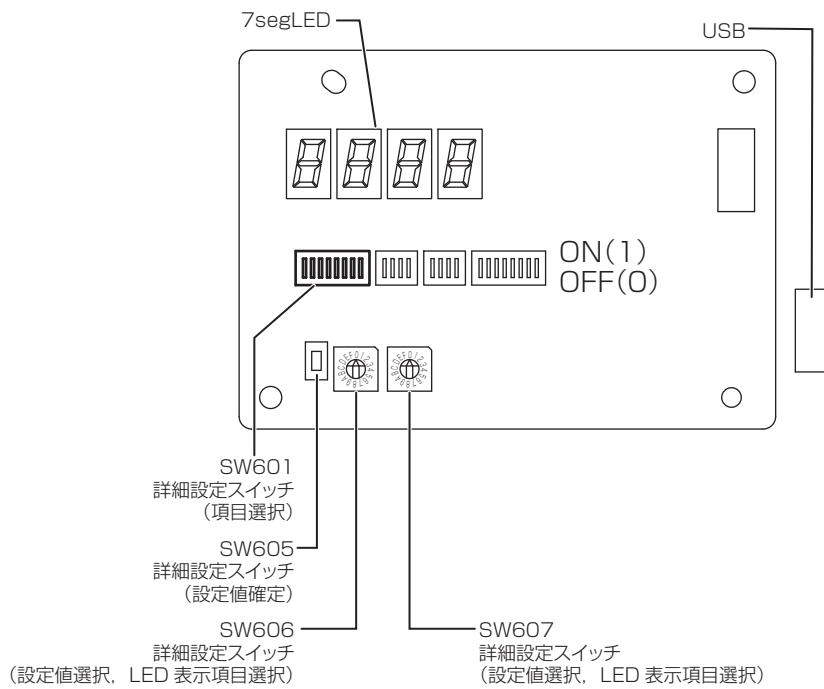 7segLED
USB
ON(1)
OFF(0)
SW601
詳細設定スイッチ
(項目選択)
SW605
詳細設定スイッチ
(設定値確定)
SW606
詳細設定スイッチ
(設定値選択, LED 表示項目選択)
SW607
詳細設定スイッチ
(設定値選択, LED 表示項目選択)